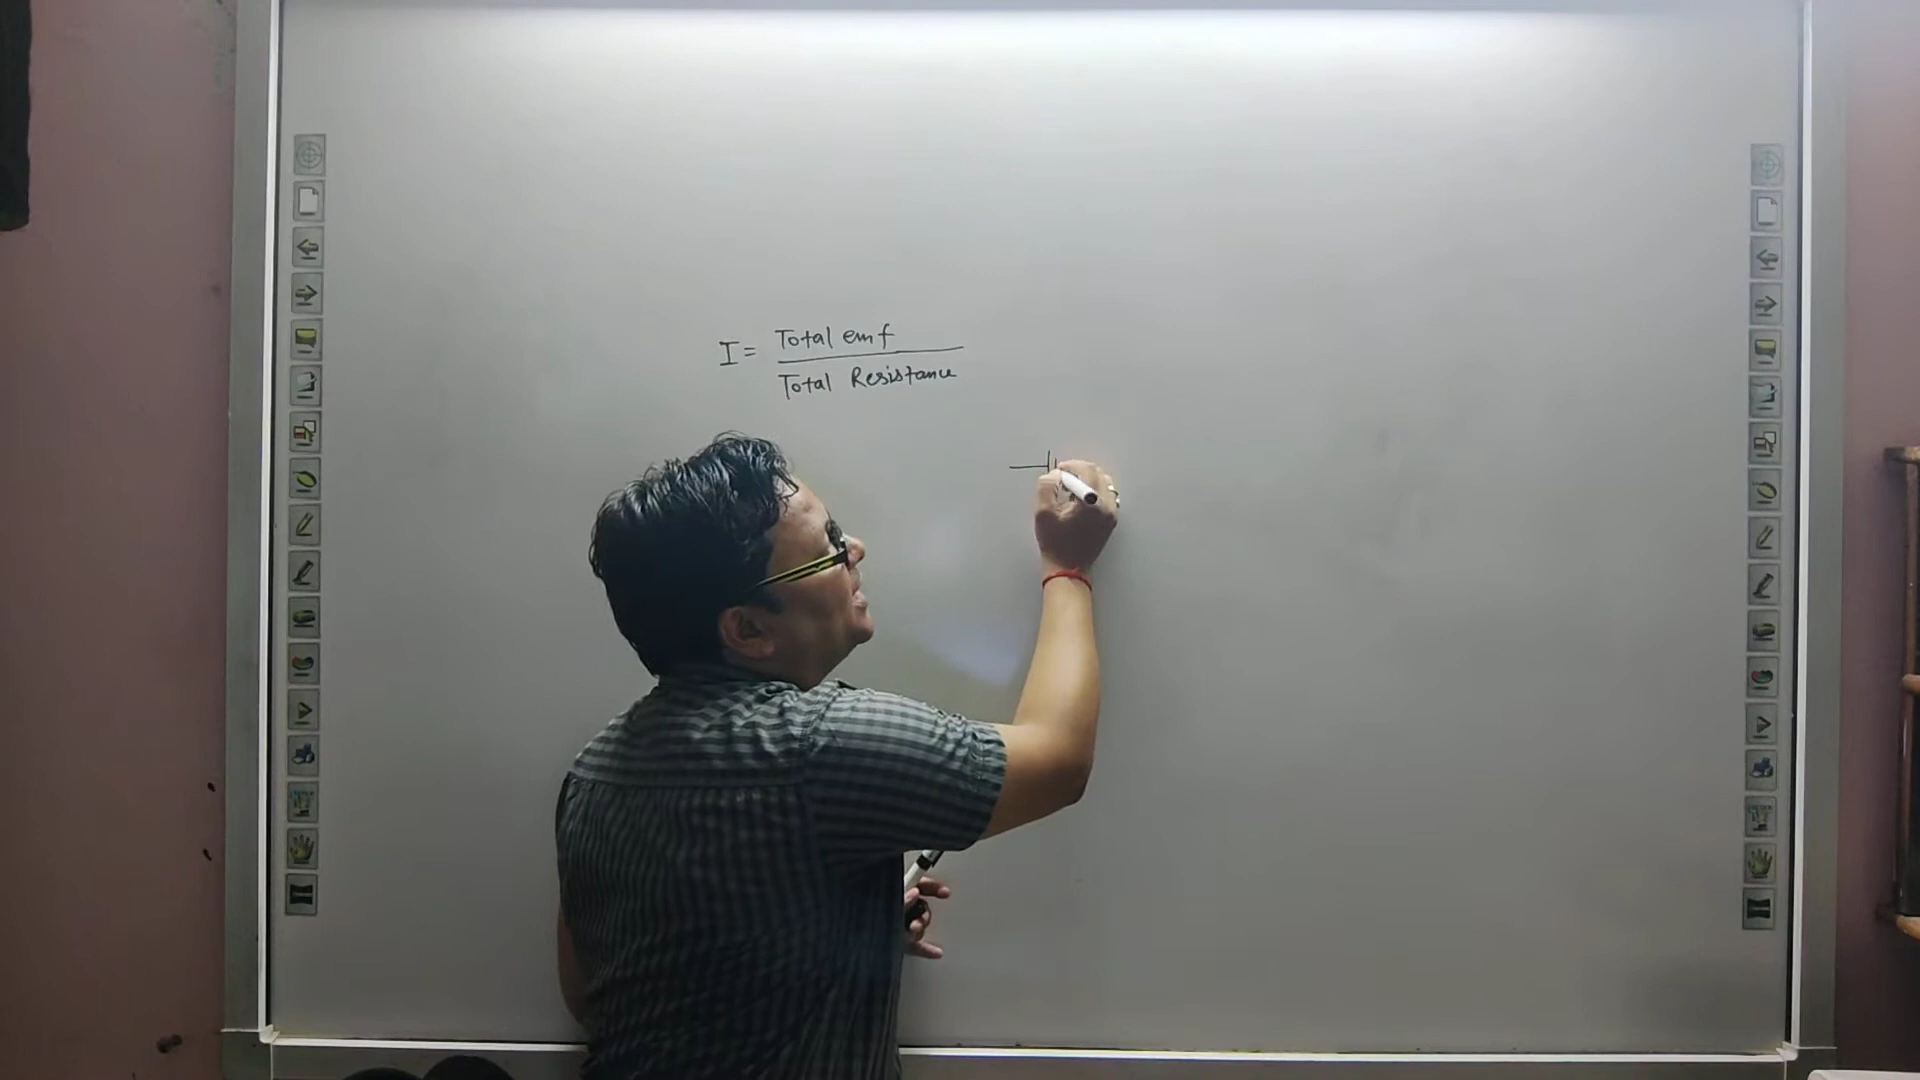 I = Total emf
Total Resistance